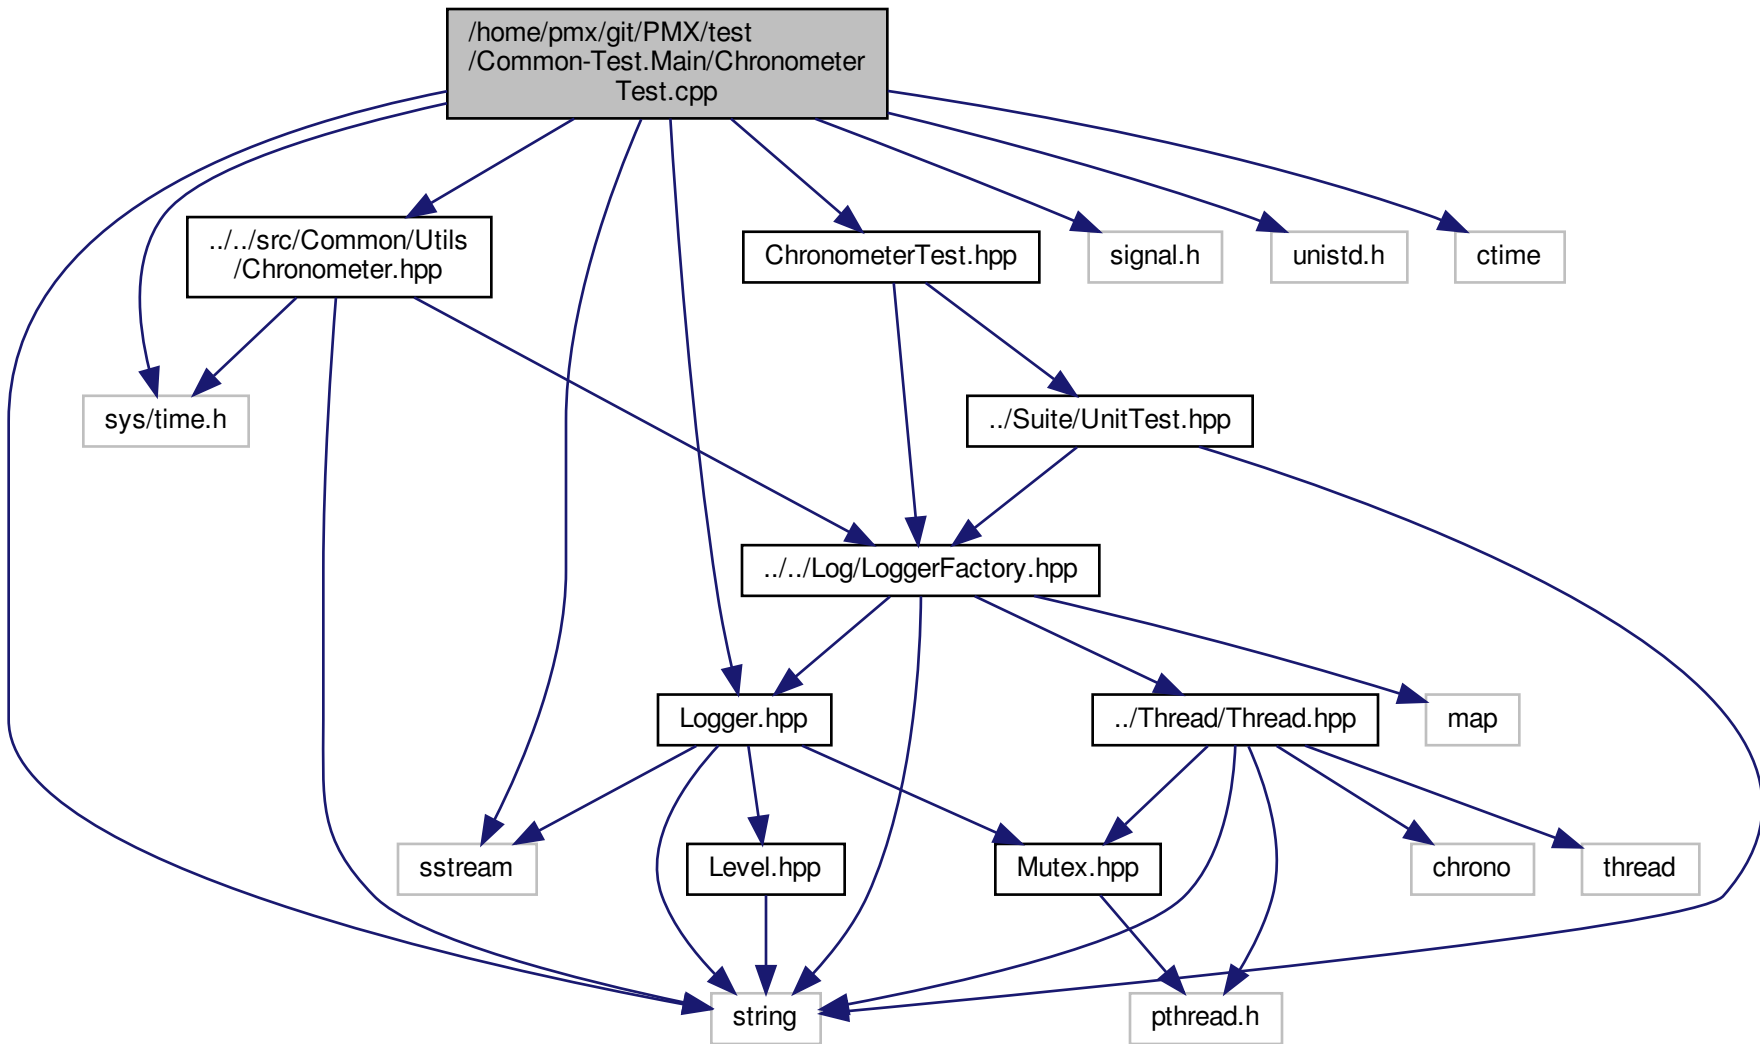 /home/pmx/git/PMX/test
/Common-Test.Main/Chronometer
Test.cpp
../../src/Common/Utils
/Chronometer.hpp
ChronometerTest.hpp
signal.h
unistd.h
ctime
sys/time.h
../Suite/UnitTest.hpp
../../Log/LoggerFactory.hpp
Logger.hpp
../Thread/Thread.hpp
map
sstream
Level.hpp
Mutex.hpp
chrono
thread
string
pthread.h